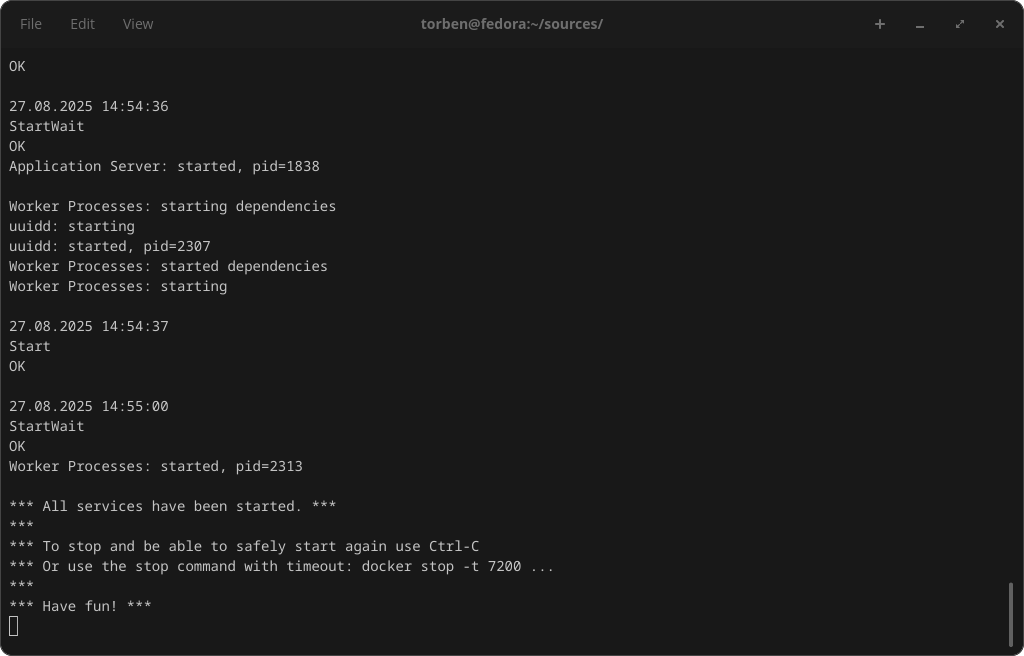 File Edit View torben@fedora:~/sources/
OK
27.08.2025 14:54:36
StartWait
OK
Application Server: started, pid=1838
Worker Processes: starting dependencies
uuidd: starting
uuidd: started, pid=2307
Worker Processes: started dependencies
Worker Processes: starting
27.08.2025 14:54:37
Start
OK
27.08.2025 14:55:00
StartWait
OK
Worker Processes: started, pid=2313
*** All services have been started. ***
***
*** To stop and be able to safely start again use Ctrl-C
*** Or use the stop command with timeout: docker stop -t 7200 ...
***
*** Have fun! ***